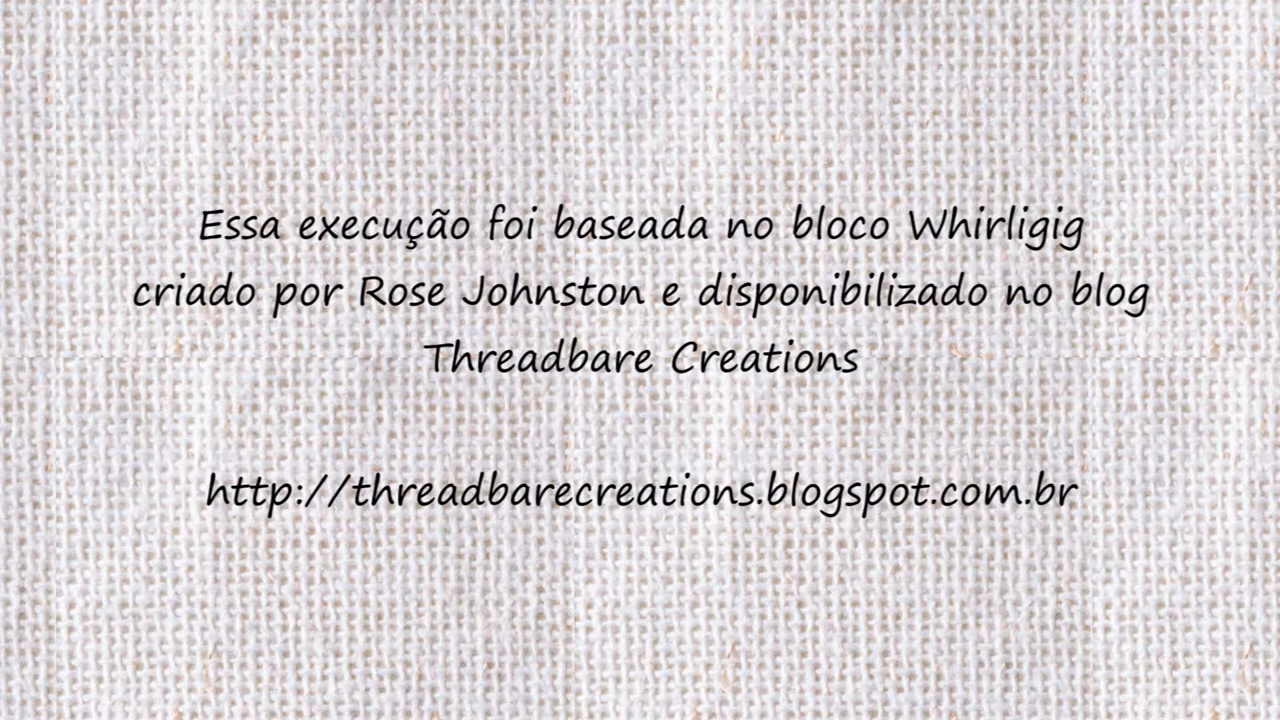 Essa execução foi baseada no bloco Whirligig
criado por Rose Johnston e disponibilizado no blog
Threadbare Creations
http://threadbarecreations.blogspot.com.br